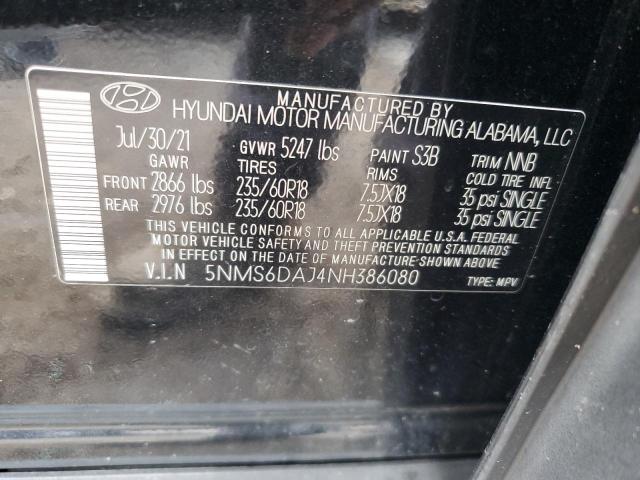 MANUFACTURED BY
HYUNDAI MOTOR MANUFACTURING ALABAMA, LLC
Jul/30/21 GVWR 5247 lbs PAINT S3B TRIM NNB
GAWR TIRES RIMS COLD TIRE INFL
FRONT 2866 lbs 235/60R18 7.5JX18 35 psi SINGLE
REAR 2976 lbs 235/60R18 7.5JX18 35 psi SINGLE
THIS VEHICLE CONFORMS TO ALL APPLICABLE U.S.A. FEDERAL
MOTOR VEHICLE SAFETY AND THEFT PREVENTION STANDARDS
IN EFFECT ON THE DATE OF MANUFACTURE SHOWN ABOVE.
V.I.N 5NMS6DAJ4NH386080 TYPE: MPV